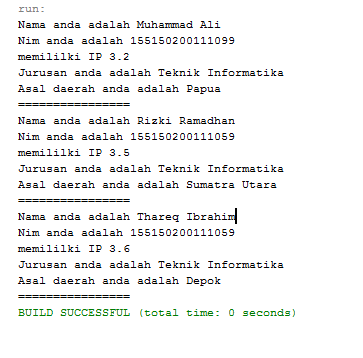 run:
Nama anda adalah Muhammad Ali
Nim anda adalah 155150200111099
memililki IP 3.2
Jurusan anda adalah Teknik Informatika
Asal daerah anda adalah Papua
================
Nama anda adalah Rizki Ramadhan
Nim anda adalah 155150200111059
memililki IP 3.5
Jurusan anda adalah Teknik Informatika
Asal daerah anda adalah Sumatra Utara
================
Nama anda adalah Thareq Ibrahim
Nim anda adalah 155150200111059
memililki IP 3.6
Jurusan anda adalah Teknik Informatika
Asal daerah anda adalah Depok
================
BUILD SUCCESSFUL (total time: 0 seconds)